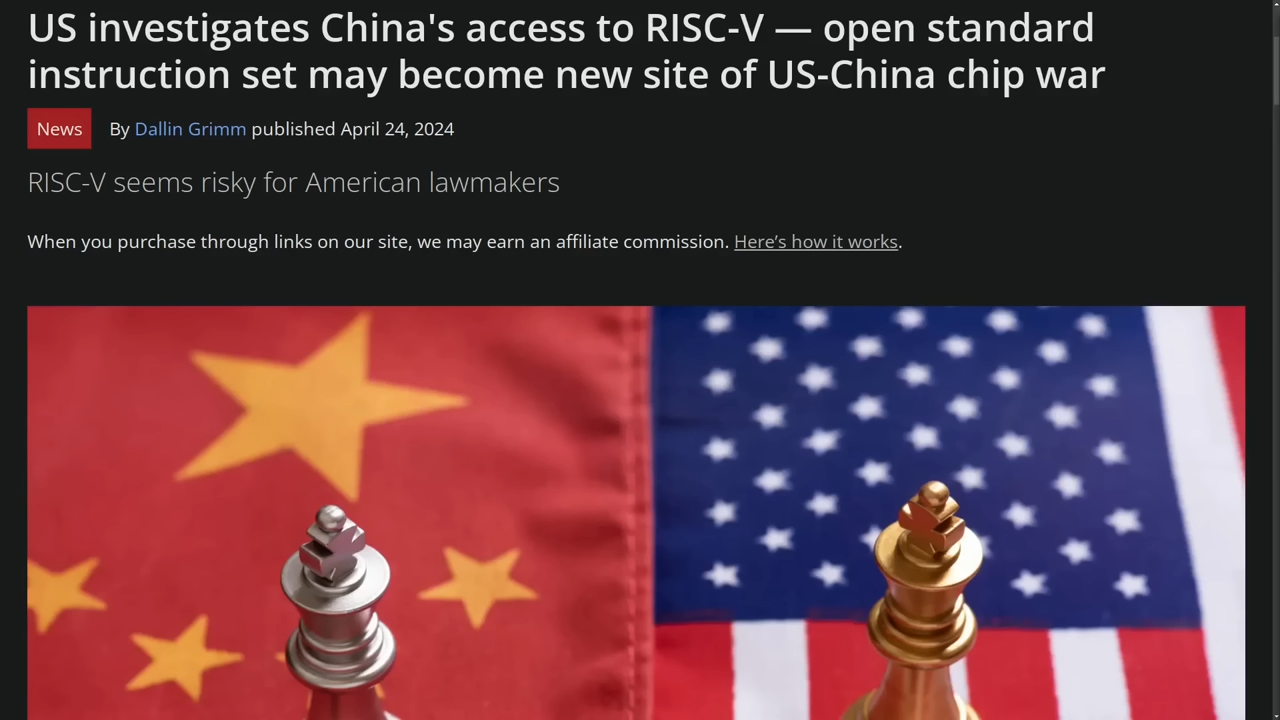 US investigates China's access to RISC-V — open standard
instruction set may become new site of US-China chip war
News By Dallin Grimm published April 24, 2024
RISC-V seems risky for American lawmakers
When you purchase through links on our site, we may earn an affiliate commission. Here’s how it works.